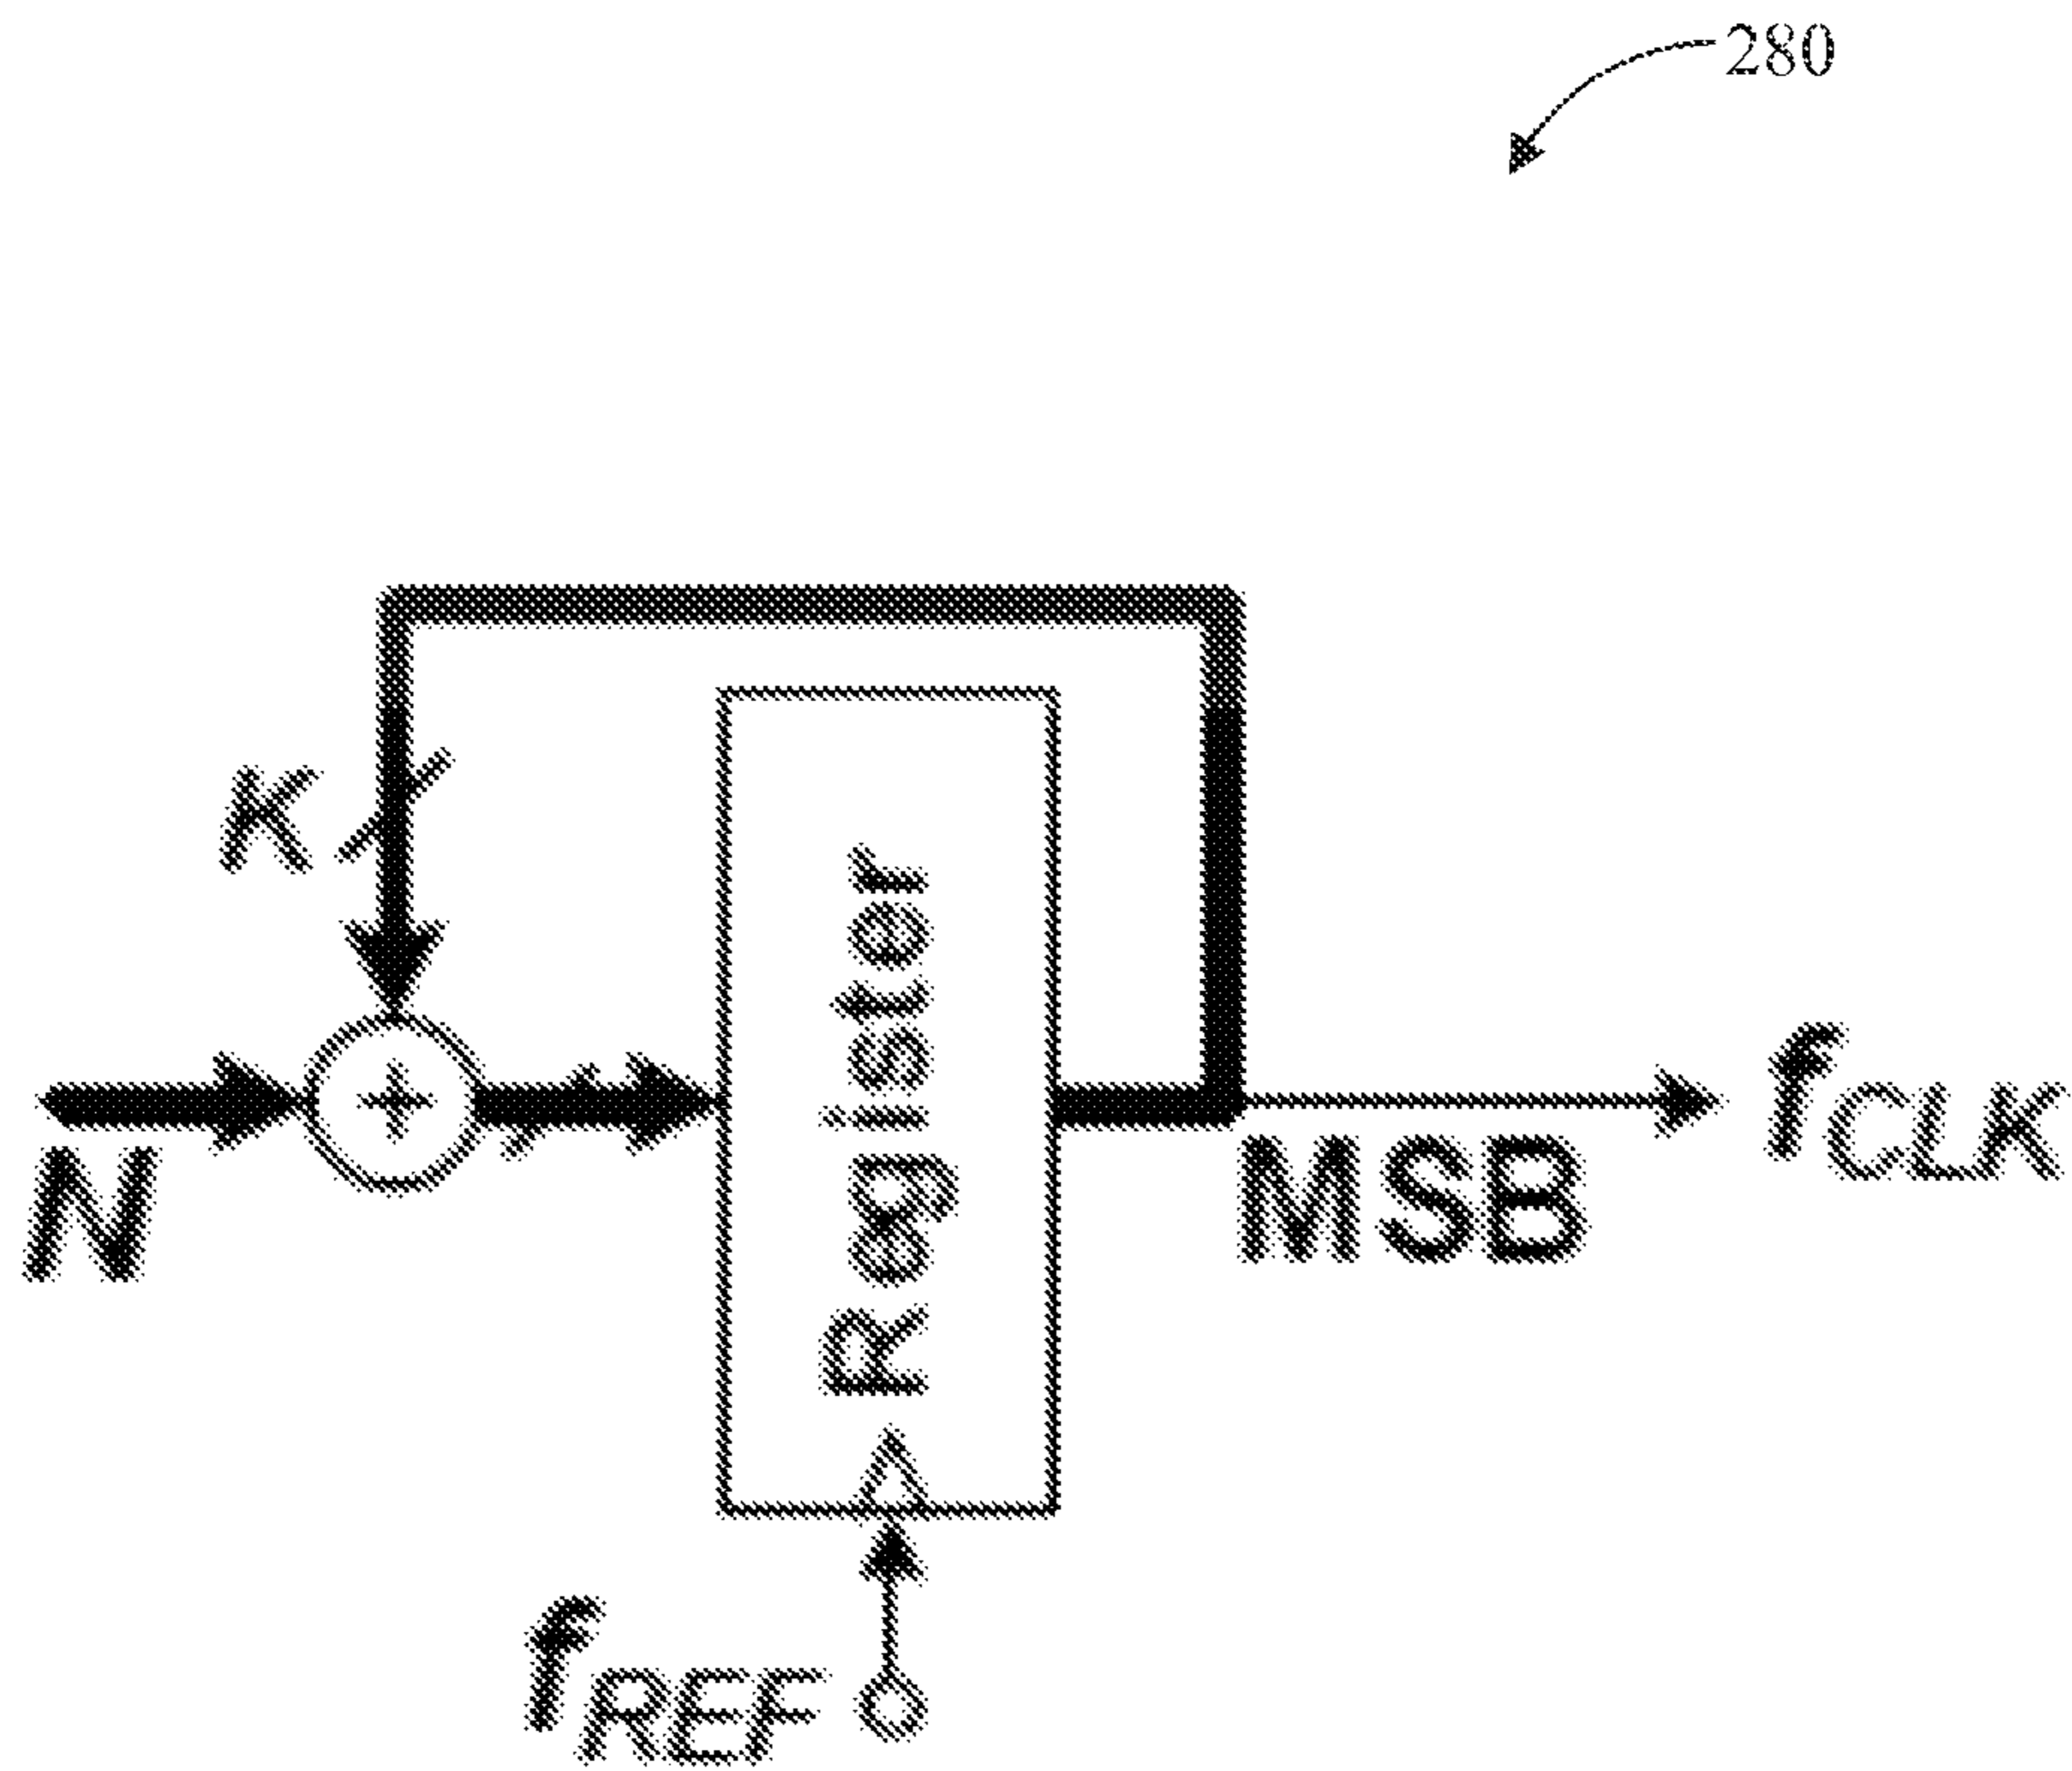 280
K
+
Register
N
MSB
fCLK
fREF